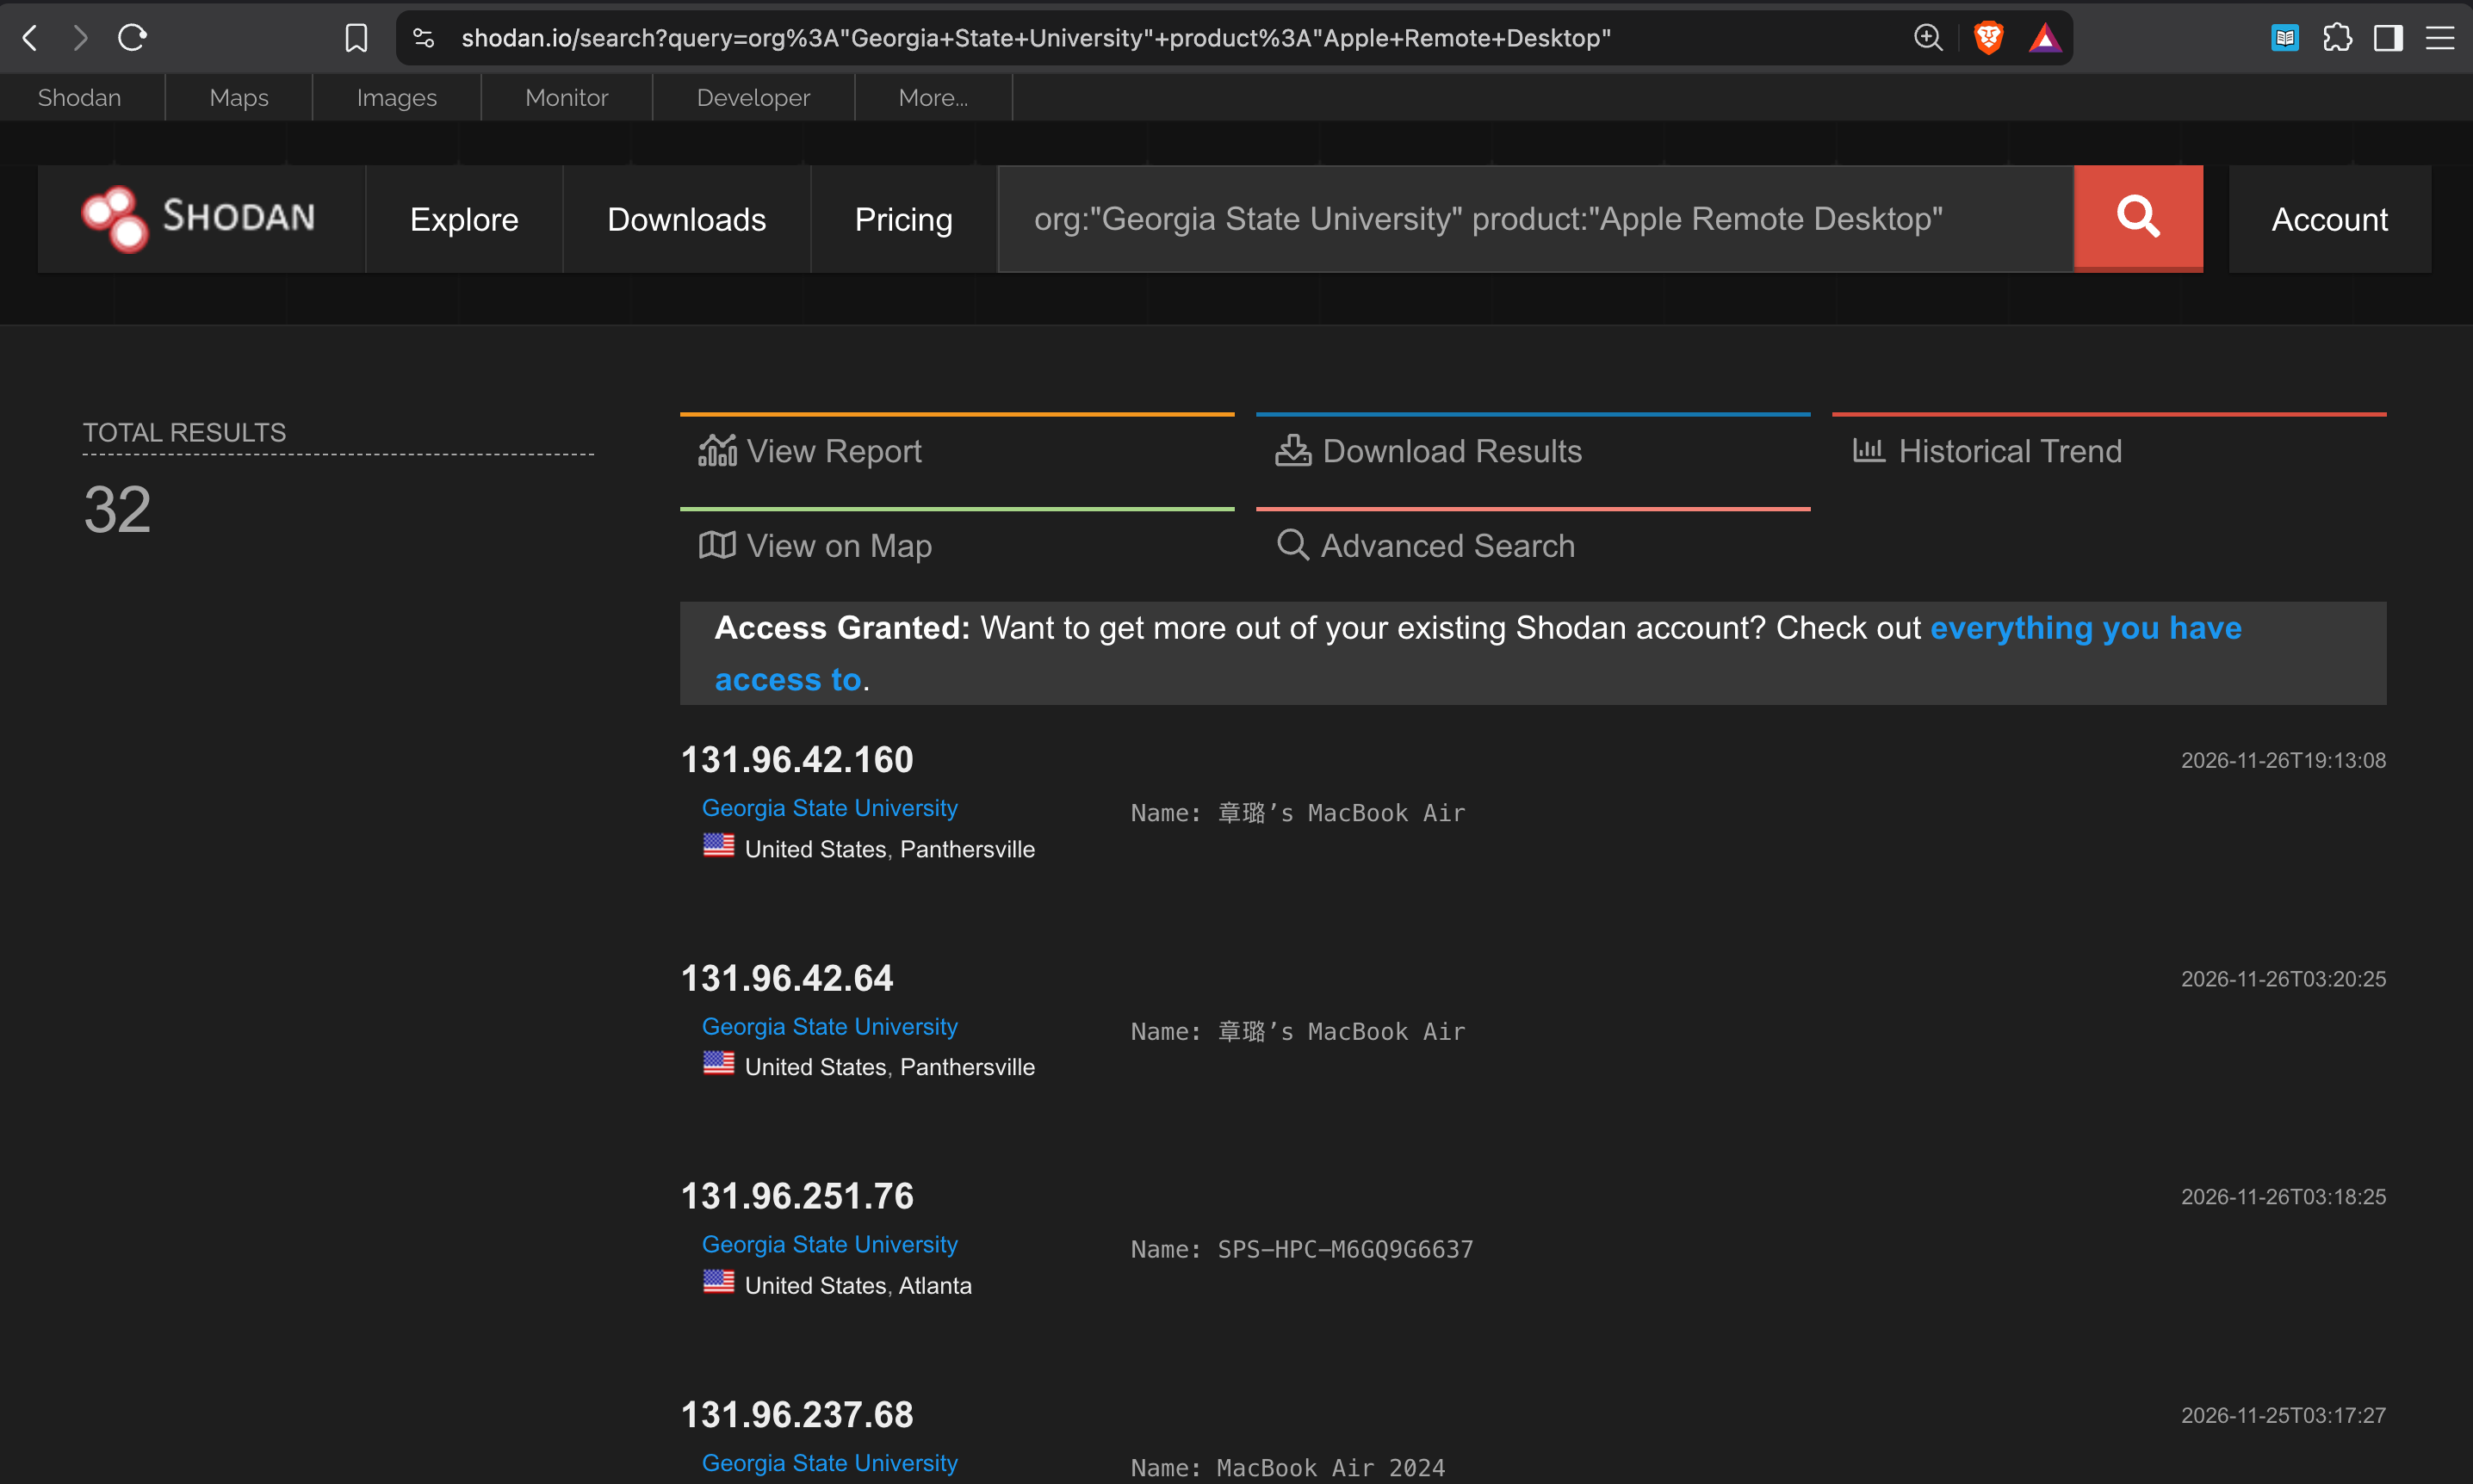 shodan.io/search?query=org%3A"Georgia+State+University"+product%3A"Apple+Remote+Desktop"
Shodan
Maps
Images
Monitor
Developer
More...
SHODAN
Explore
Downloads
Pricing
org:"Georgia State University" product:"Apple Remote Desktop"
Account
TOTAL RESULTS
32
View Report
Download Results
Historical Trend
View on Map
Advanced Search
Access Granted: Want to get more out of your existing Shodan account? Check out everything you have
access to.
131.96.42.160
2026-11-26T19:13:08
Georgia State University
Name: 章璐’s MacBook Air
United States, Panthersville
131.96.42.64
2026-11-26T03:20:25
Georgia State University
Name: 章璐’s MacBook Air
United States, Panthersville
131.96.251.76
2026-11-26T03:18:25
Georgia State University
Name: SPS-HPC-M6GQ9G6637
United States, Atlanta
131.96.237.68
2026-11-25T03:17:27
Georgia State University
Name: MacBook Air 2024